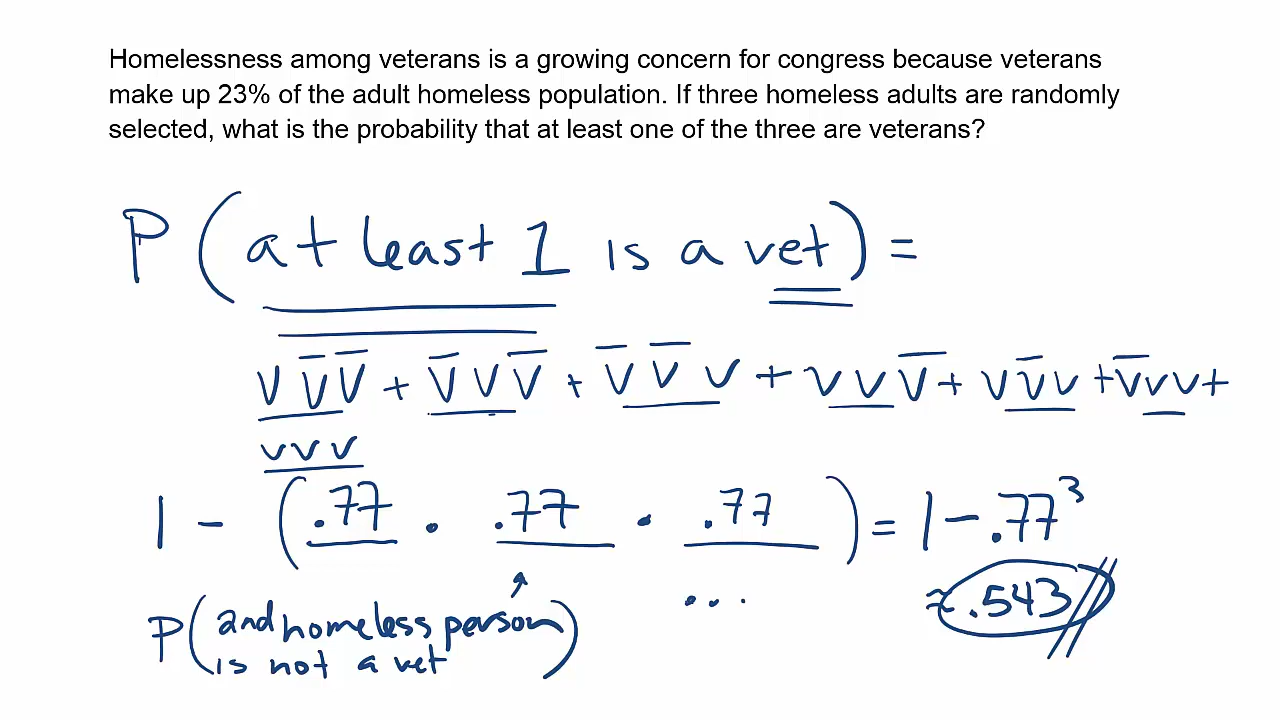 Homelessness among veterans is a growing concern for congress because veterans
make up 23% of the adult homeless population. If three homeless adults are randomly
selected, what is the probability that at least one of the three are veterans?
P(at least 1 is a vet) =
V V̅ V̅ + V̅ V V̅ + V̅ V̅ V + V V V̅ + V V̅ V + V̅ V V +
V V V
1 - (.77 · .77 · .77) = 1 - .77³
... ≈ .543
P(2nd homeless person
is not a vet)